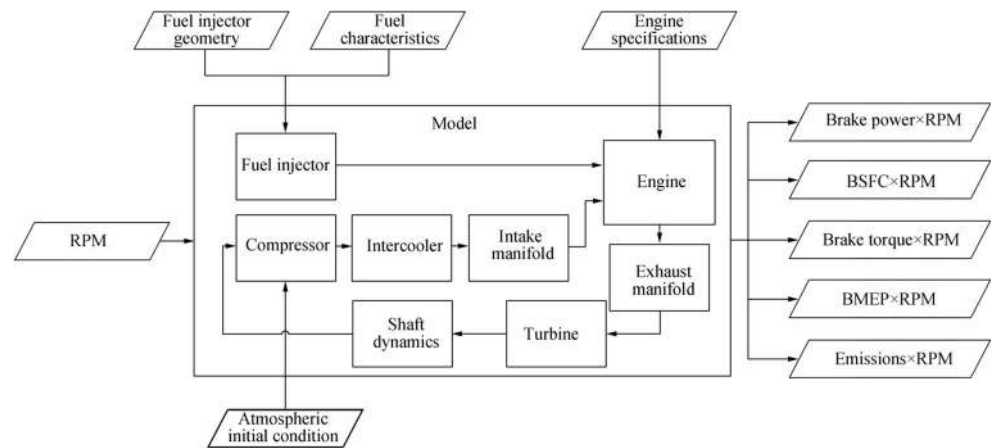 Fuel injector
geometry
Fuel
characteristics
Engine
specifications
Model
Fuel injector
Engine
Brake power×RPM
BSFC×RPM
RPM
Compressor
Intercooler
Intake
manifold
Brake torque×RPM
Exhaust
manifold
BMEP×RPM
Shaft
dynamics
Turbine
Emissions×RPM
Atmospheric
initial condition